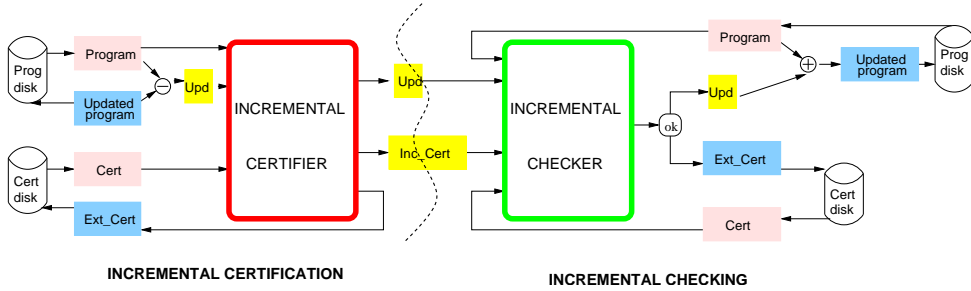 Prog
disk
Program
Updated
program
−
Upd
Cert
disk
Cert
Ext_Cert
INCREMENTAL
CERTIFIER
Upd
Inc_Cert
INCREMENTAL
CHECKER
ok
Program
Upd
+
Updated
program
Prog
disk
Ext_Cert
Cert
Cert
disk
INCREMENTAL CERTIFICATION
INCREMENTAL CHECKING